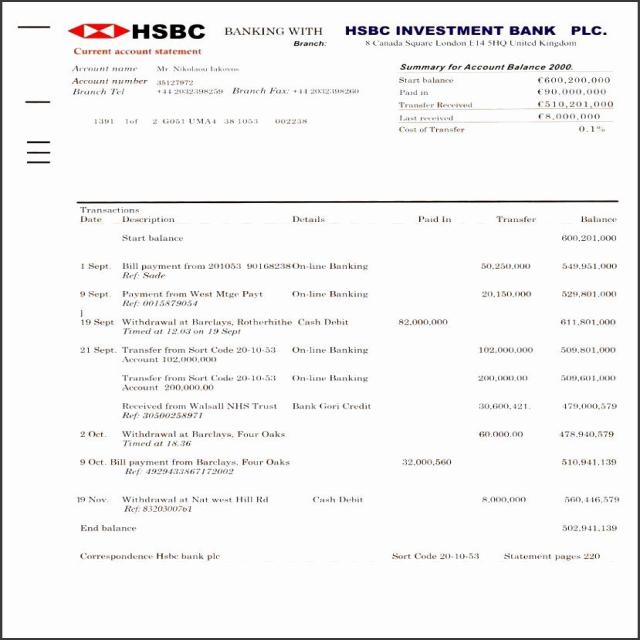 HSBC BANKING WITH HSBC INVESTMENT BANK PLC.
Branch: 8 Canada Square London E14 5HQ United Kingdom
Current account statement
Account name Mr. Nikolaou Iakovos
Account number 35127972
Branch Tel +44 2032398259 Branch Fax: +44 2032398260
1391 1of 2 G051 UMA4 38 1053 002238
Summary for Account Balance 2000.
Start balance €600,200,000
Paid in €90,000,000
Transfer Received €510,201,000
Last received €8,000,000
Cost of Transfer 0.1%
Transactions
Date Description Details Paid In Transfer Balance
Start balance 600,201,000
1 Sept. Bill payment from 201053 90168238 On-line Banking 50,250,000 549,951,000
Ref: Sade
9 Sept. Payment from West Mtge Payt On-line Banking 20,150,000 529,801,000
Ref: 0015879054
]
19 Sept Withdrawal at Barclays, Rotherhithe Cash Debit 82,000,000 611,801,000
Timed at 12.03 on 19 Sept
21 Sept. Transfer from Sort Code 20-10-53 On-line Banking 102,000,000 509,801,000
Account 102,000,000
Transfer from Sort Code 20-10-53 On-line Banking 200,000.00 509,601,000
Account 200,000.00
Received from Walsall NHS Trust Bank Gori Credit 30,600,421. 479,000,579
Ref: 30500258971
2 Oct. Withdrawal at Barclays, Four Oaks 60.000.00 478,940,579
Timed at 18.36
9 Oct. Bill payment from Barclays, Four Oaks 32,000,560 510,941,139
Ref: 4929433867172002
19 Nov. Withdrawal at Nat west Hill Rd Cash Debit 8,000,000 560,446,579
Ref: 83203000761
End balance 502,941,139
Correspondence Hsbc bank plc Sort Code 20-10-53 Statement pages 220